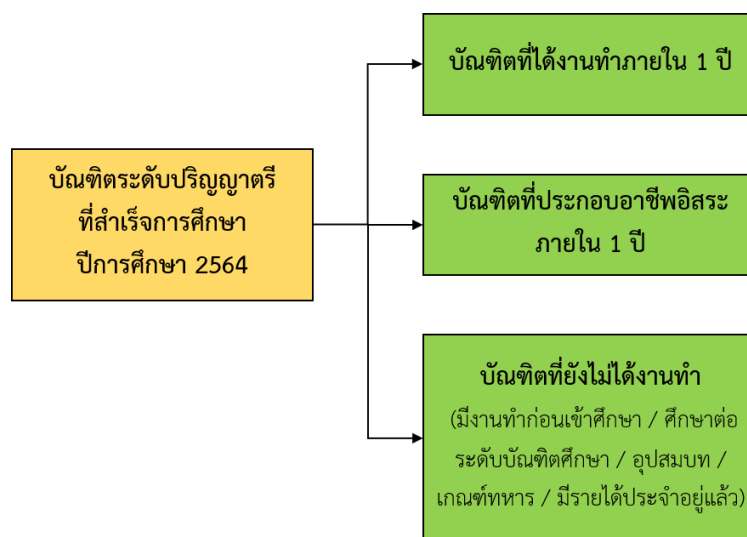 บัณฑิตระดับปริญญาตรี
ที่สำเร็จการศึกษา
ปีการศึกษา 2564
บัณฑิตที่ได้งานทำภายใน 1 ปี
บัณฑิตที่ประกอบอาชีพอิสระ
ภายใน 1 ปี
บัณฑิตที่ยังไม่ได้งานทำ
(มีงานทำก่อนเข้าศึกษา / ศึกษาต่อ
ระดับบัณฑิตศึกษา / อุปสมบท /
เกณฑ์ทหาร / มีรายได้ประจำอยู่แล้ว)